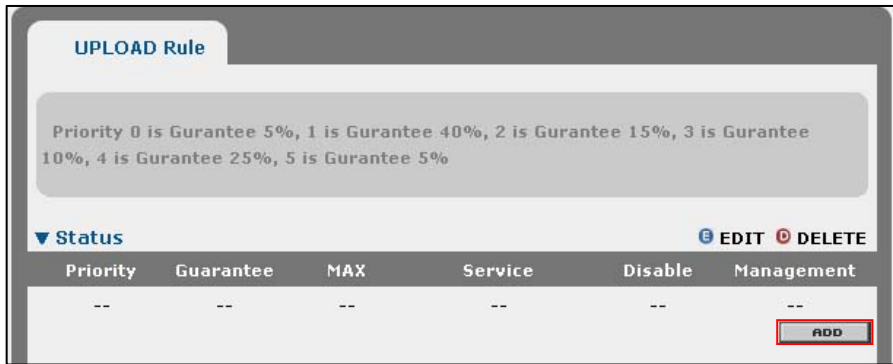 UPLOAD Rule
Priority 0 is Gurantee 5%, 1 is Gurantee 40%, 2 is Gurantee 15%, 3 is Gurantee
10%, 4 is Gurantee 25%, 5 is Gurantee 5%
▼ Status E EDIT D DELETE
Priority Guarantee MAX Service Disable Management
-- -- -- -- -- --
ADD